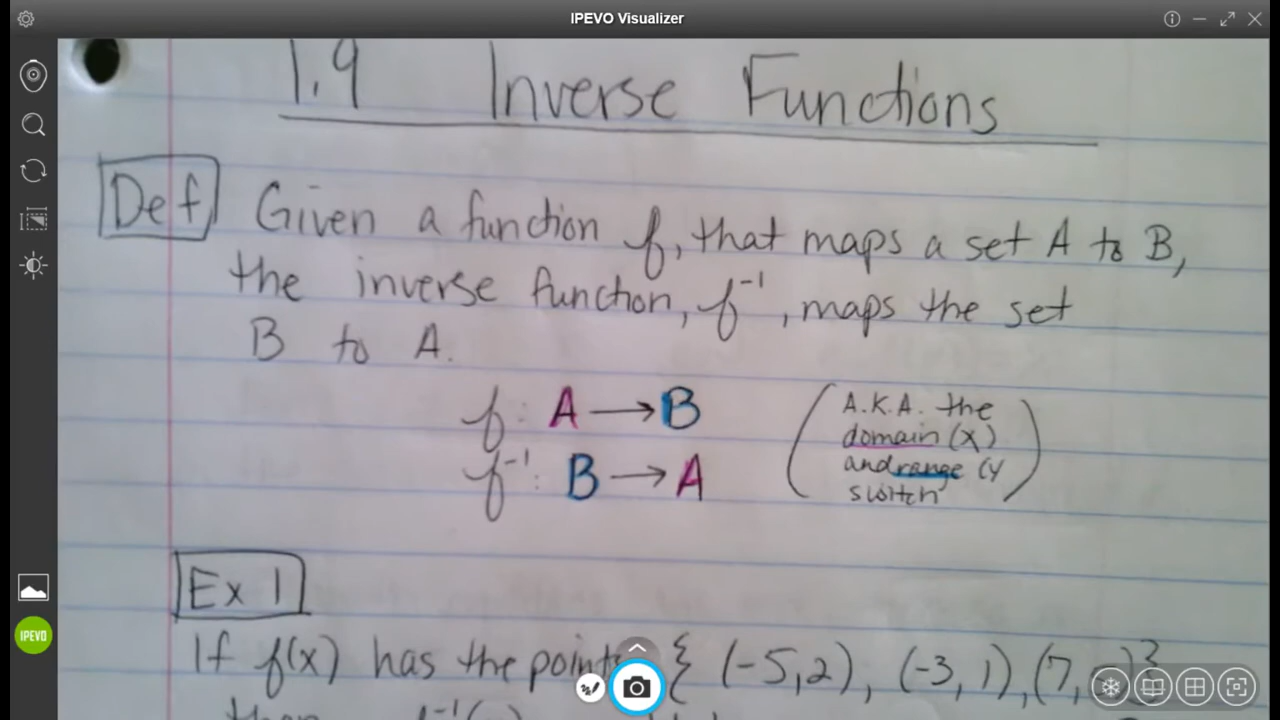 IPEVO Visualizer
1.9 Inverse Functions
Def Given a function f, that maps a set A to B,
the inverse function, f⁻¹, maps the set
B to A.
f: A → B
f⁻¹: B → A
(A.K.A. the
domain (x)
and range (y
switch)
Ex 1
If f(x) has the points { (-5,2), (-3,1), (7,
IPEVO